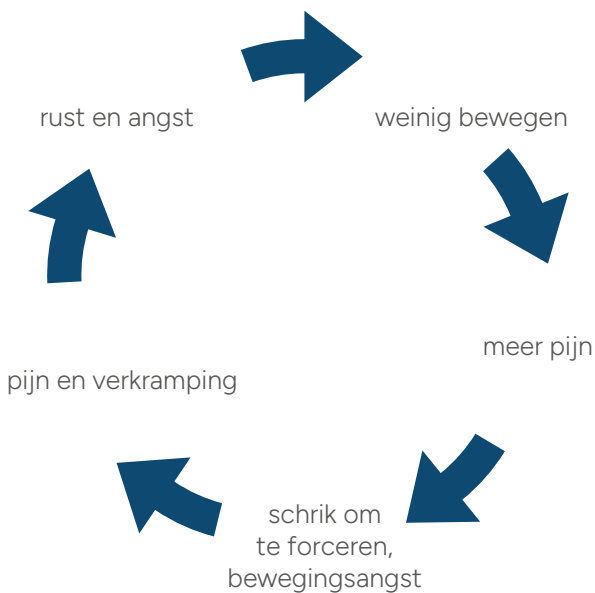 rust en angst
weinig bewegen
meer pijn
pijn en verkramping
schrik om
te forceren,
bewegingsangst